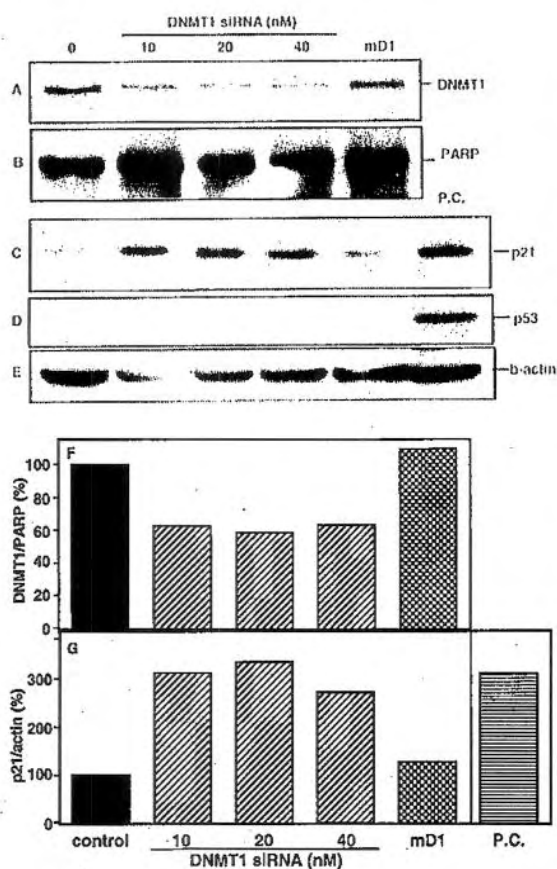 DNMT1 siRNA (nM)
0 10 20 40 mD1
A DNMT1
B PARP
P.C.
C p21
D p53
E b-actin
F
DNMT1/PARP (%)
100
80
60
40
20
0
G
p21/actin (%)
300
200
100
0
control 10 20 40 mD1 P.C.
DNMT1 siRNA (nM)